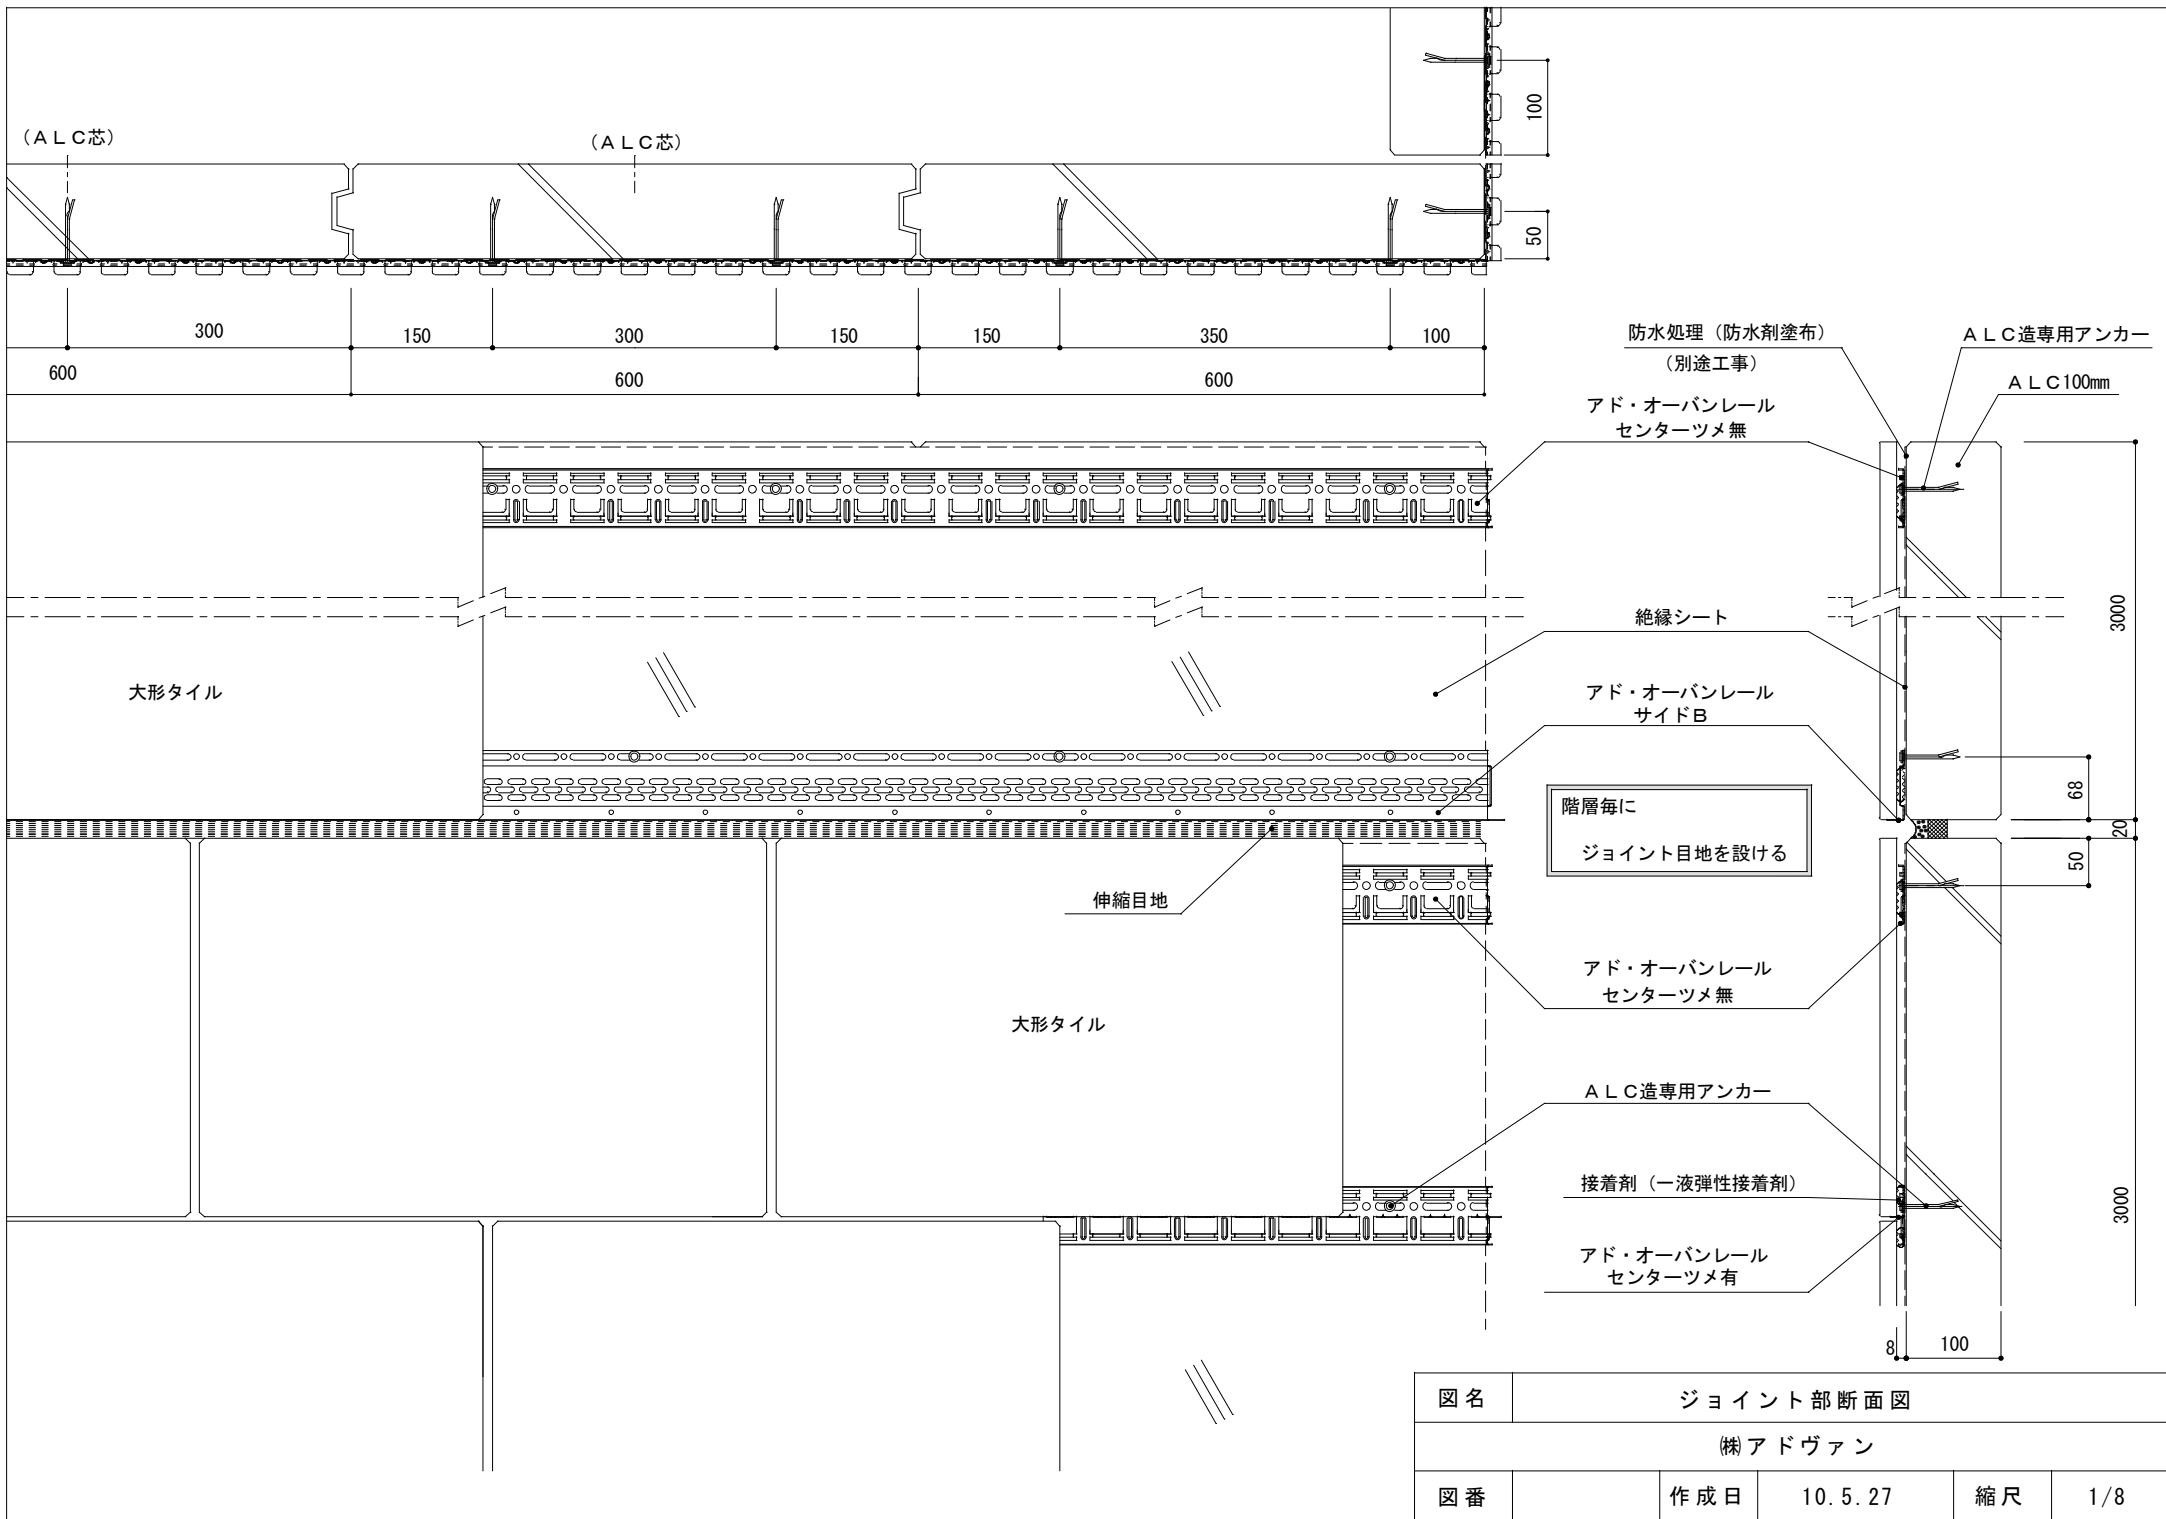 （ＡＬＣ芯）
（ＡＬＣ芯）
100
50
300
150
300
150
150
350
100
600
600
600
防水処理（防水剤塗布）
（別途工事）
ＡＬＣ造専用アンカー
ＡＬＣ100㎜
アド・オーバンレール
センターツメ無
3000
絶縁シート
大形タイル
アド・オーバンレール
サイドＢ
68
階層毎に
ジョイント目地を設ける
20
50
伸縮目地
アド・オーバンレール
センターツメ無
大形タイル
ＡＬＣ造専用アンカー
接着剤（一液弾性接着剤）
3000
アド・オーバンレール
センターツメ有
8
100
図名 ジョイント部断面図
㈱アドヴァン
図番 作成日 10.5.27 縮尺 1/8